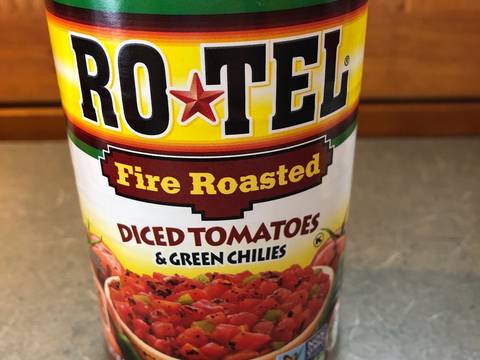 RO★TEL®
Fire Roasted
DICED TOMATOES
& GREEN CHILIES
K